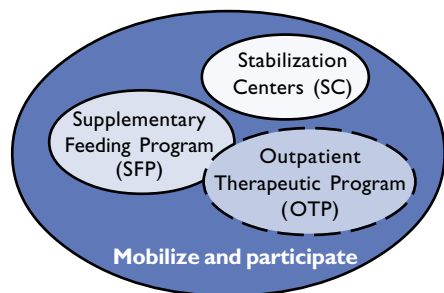 Stabilization
Centers (SC)
Supplementary
Feeding Program
(SFP)
Outpatient
Therapeutic Program
(OTP)
Mobilize and participate